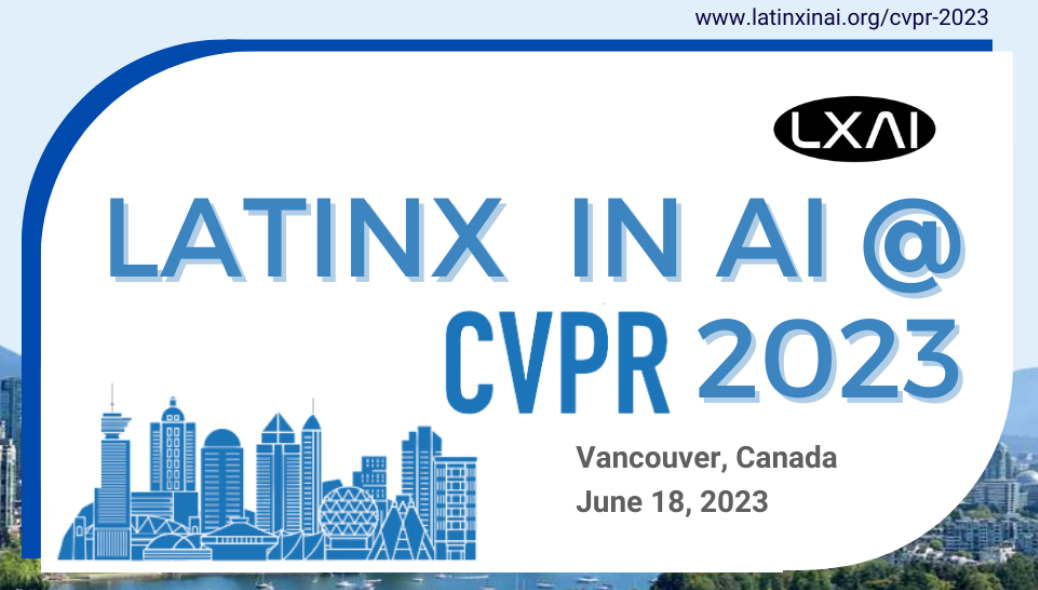 www.latinxinai.org/cvpr-2023
LXAI
LATINX IN AI @
CVPR 2023
Vancouver, Canada
June 18, 2023